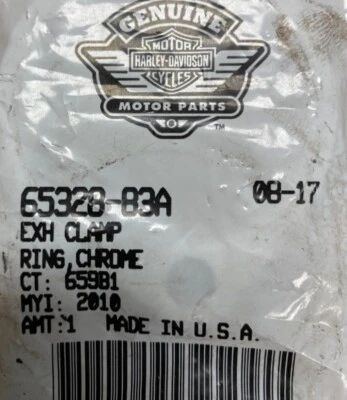 GENUINE
MOTOR
HARLEY-DAVIDSON
CYCLES
MOTOR PARTS
TM
65328-83A 08-17
EXH CLAMP
RING,CHROME
CT: 659B1
MYI: 2010
AMT:1 MADE IN U.S.A.